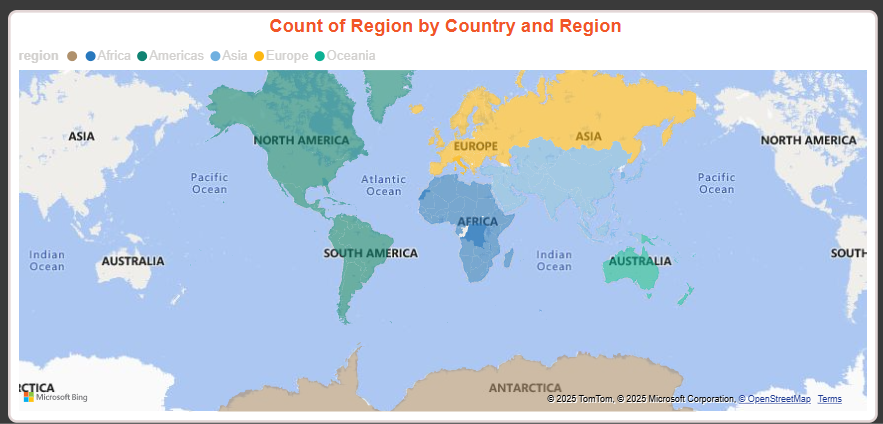 Count of Region by Country and Region
region Africa Americas Asia Europe Oceania
ASIA
NORTH AMERICA
EUROPE
ASIA
NORTH AMERICA
Pacific Ocean
Atlantic Ocean
Pacific Ocean
AFRICA
Indian Ocean
AUSTRALIA
SOUTH AMERICA
Indian Ocean
AUSTRALIA
SOUTH
RCTICA
ANTARCTICA
Microsoft Bing
© 2025 TomTom, © 2025 Microsoft Corporation, © OpenStreetMap Terms